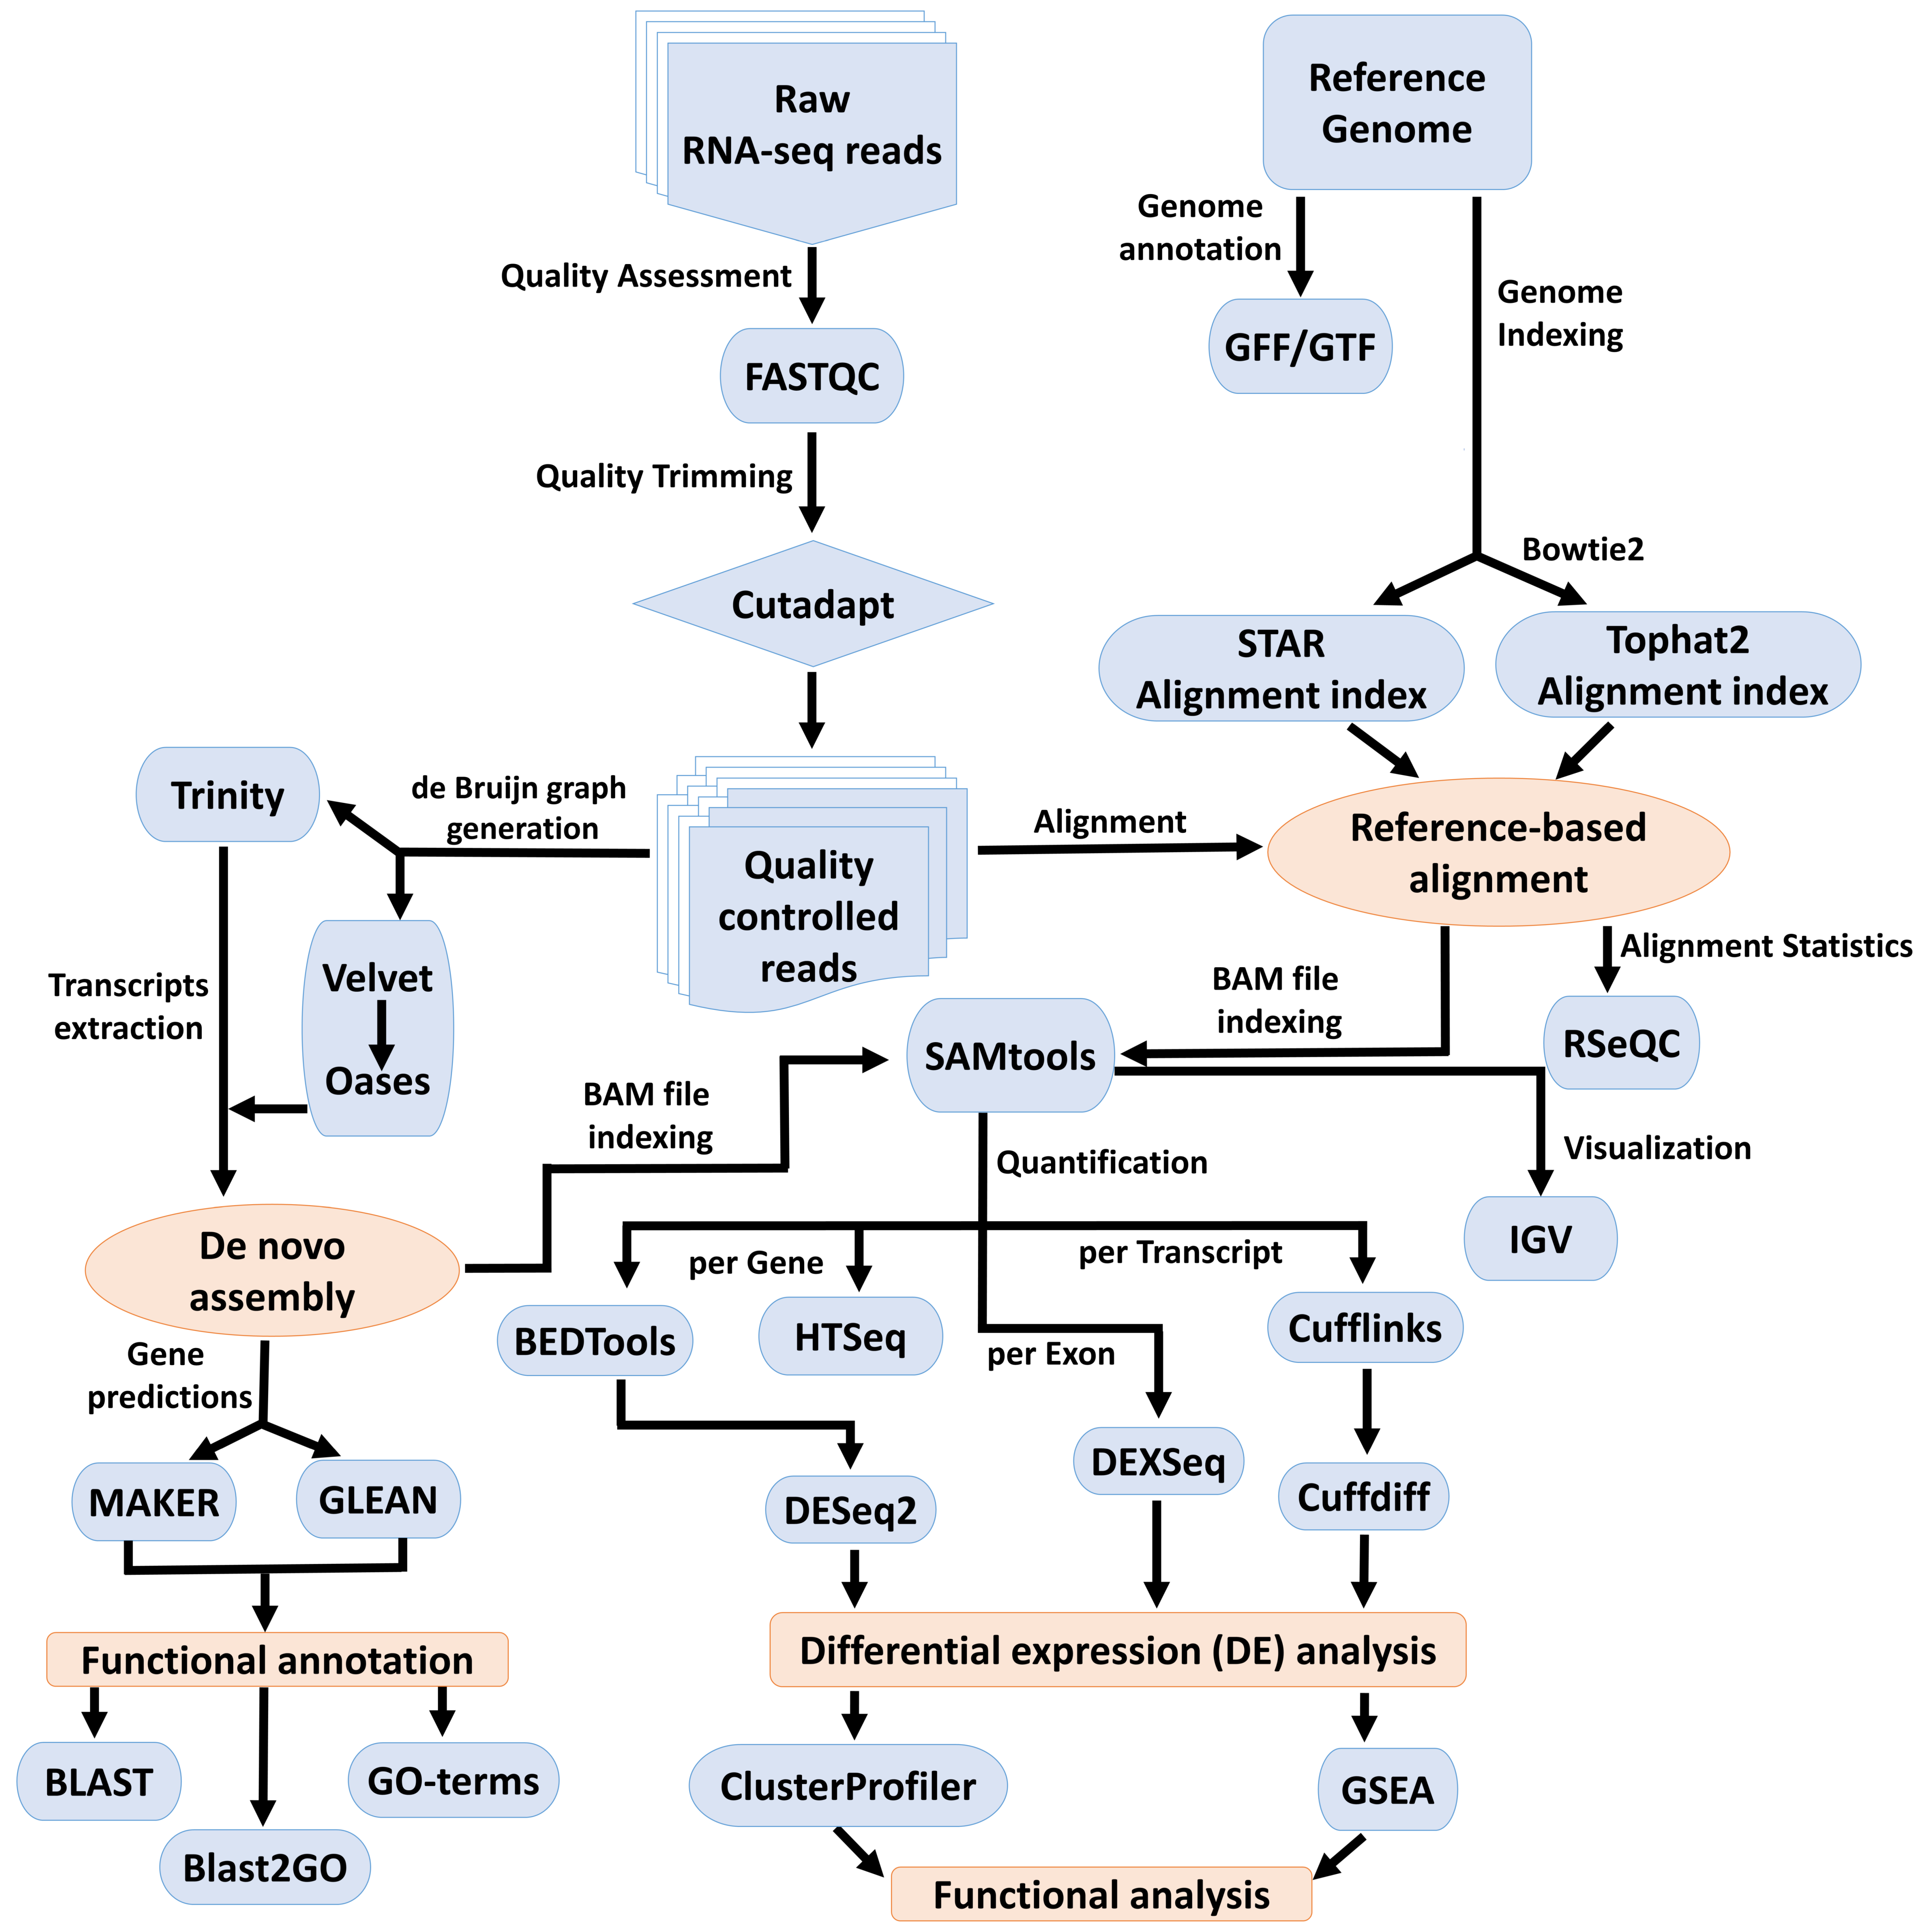 Raw
RNA-seq reads
Reference
Genome
Quality Assessment
Genome
annotation
Genome
Indexing
FASTQC
GFF/GTF
Quality Trimming
Bowtie2
Cutadapt
STAR
Alignment index
Tophat2
Alignment index
Trinity
de Bruijn graph
generation
Quality
controlled
reads
Alignment
Reference-based
alignment
Transcripts
extraction
Velvet
Oases
BAM file
indexing
Alignment Statistics
SAMtools
RSeQC
BAM file
indexing
Quantification
Visualization
IGV
De novo
assembly
per Gene
per Transcript
BEDTools
HTSeq
per Exon
Cufflinks
Gene
predictions
MAKER
GLEAN
DESeq2
DEXSeq
Cuffdiff
Functional annotation
Differential expression (DE) analysis
BLAST
GO-terms
Blast2GO
ClusterProfiler
GSEA
Functional analysis